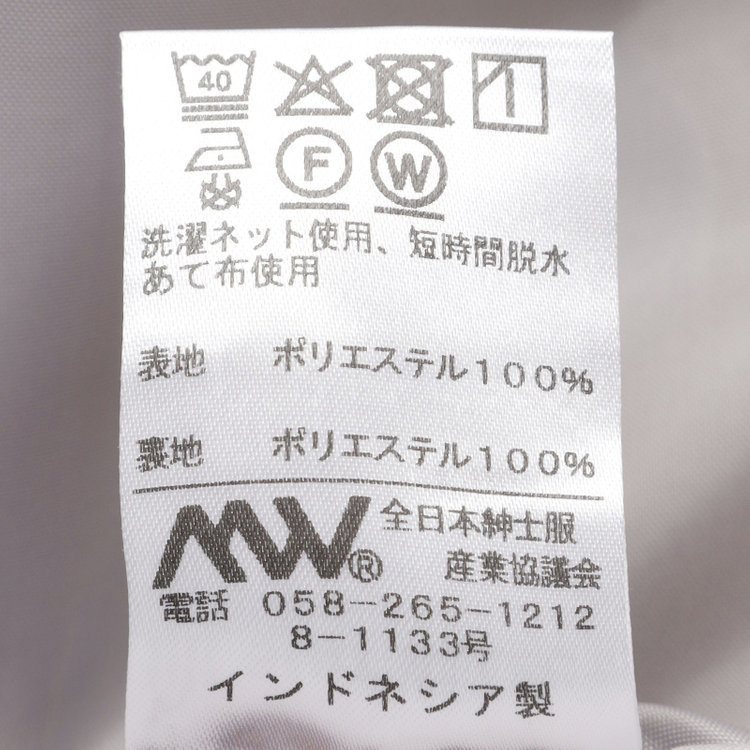 40
F W
洗濯ネット使用、短時間脱水
あて布使用
表地 ポリエステル100%
裏地 ポリエステル100%
MW® 全日本紳士服
産業協議会
電話 058-265-1212
8-1133号
インドネシア製